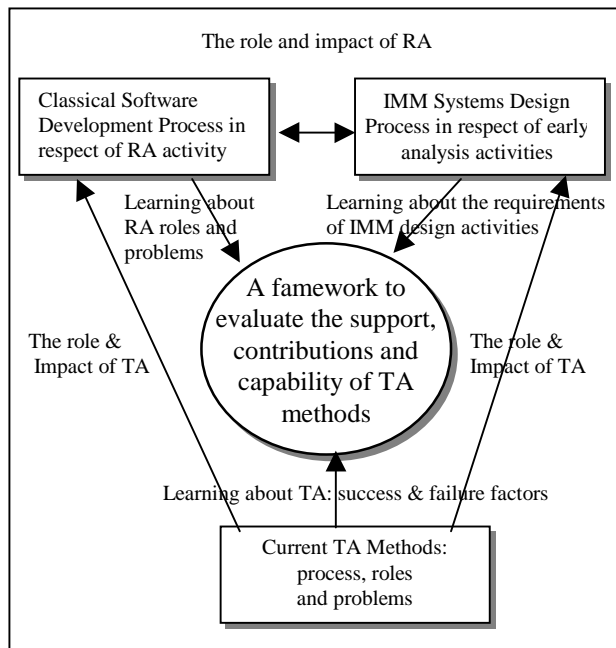 The role and impact of RA
Classical Software
Development Process in
respect of RA activity
IMM Systems Design
Process in respect of early
analysis activities
Learning about
RA roles and
problems
Learning about the requirements
of IMM design activities
A famework to
evaluate the support,
contributions and
capability of TA
methods
The role &
Impact of TA
The role &
Impact of TA
Learning about TA: success & failure factors
Current TA Methods:
process, roles
and problems